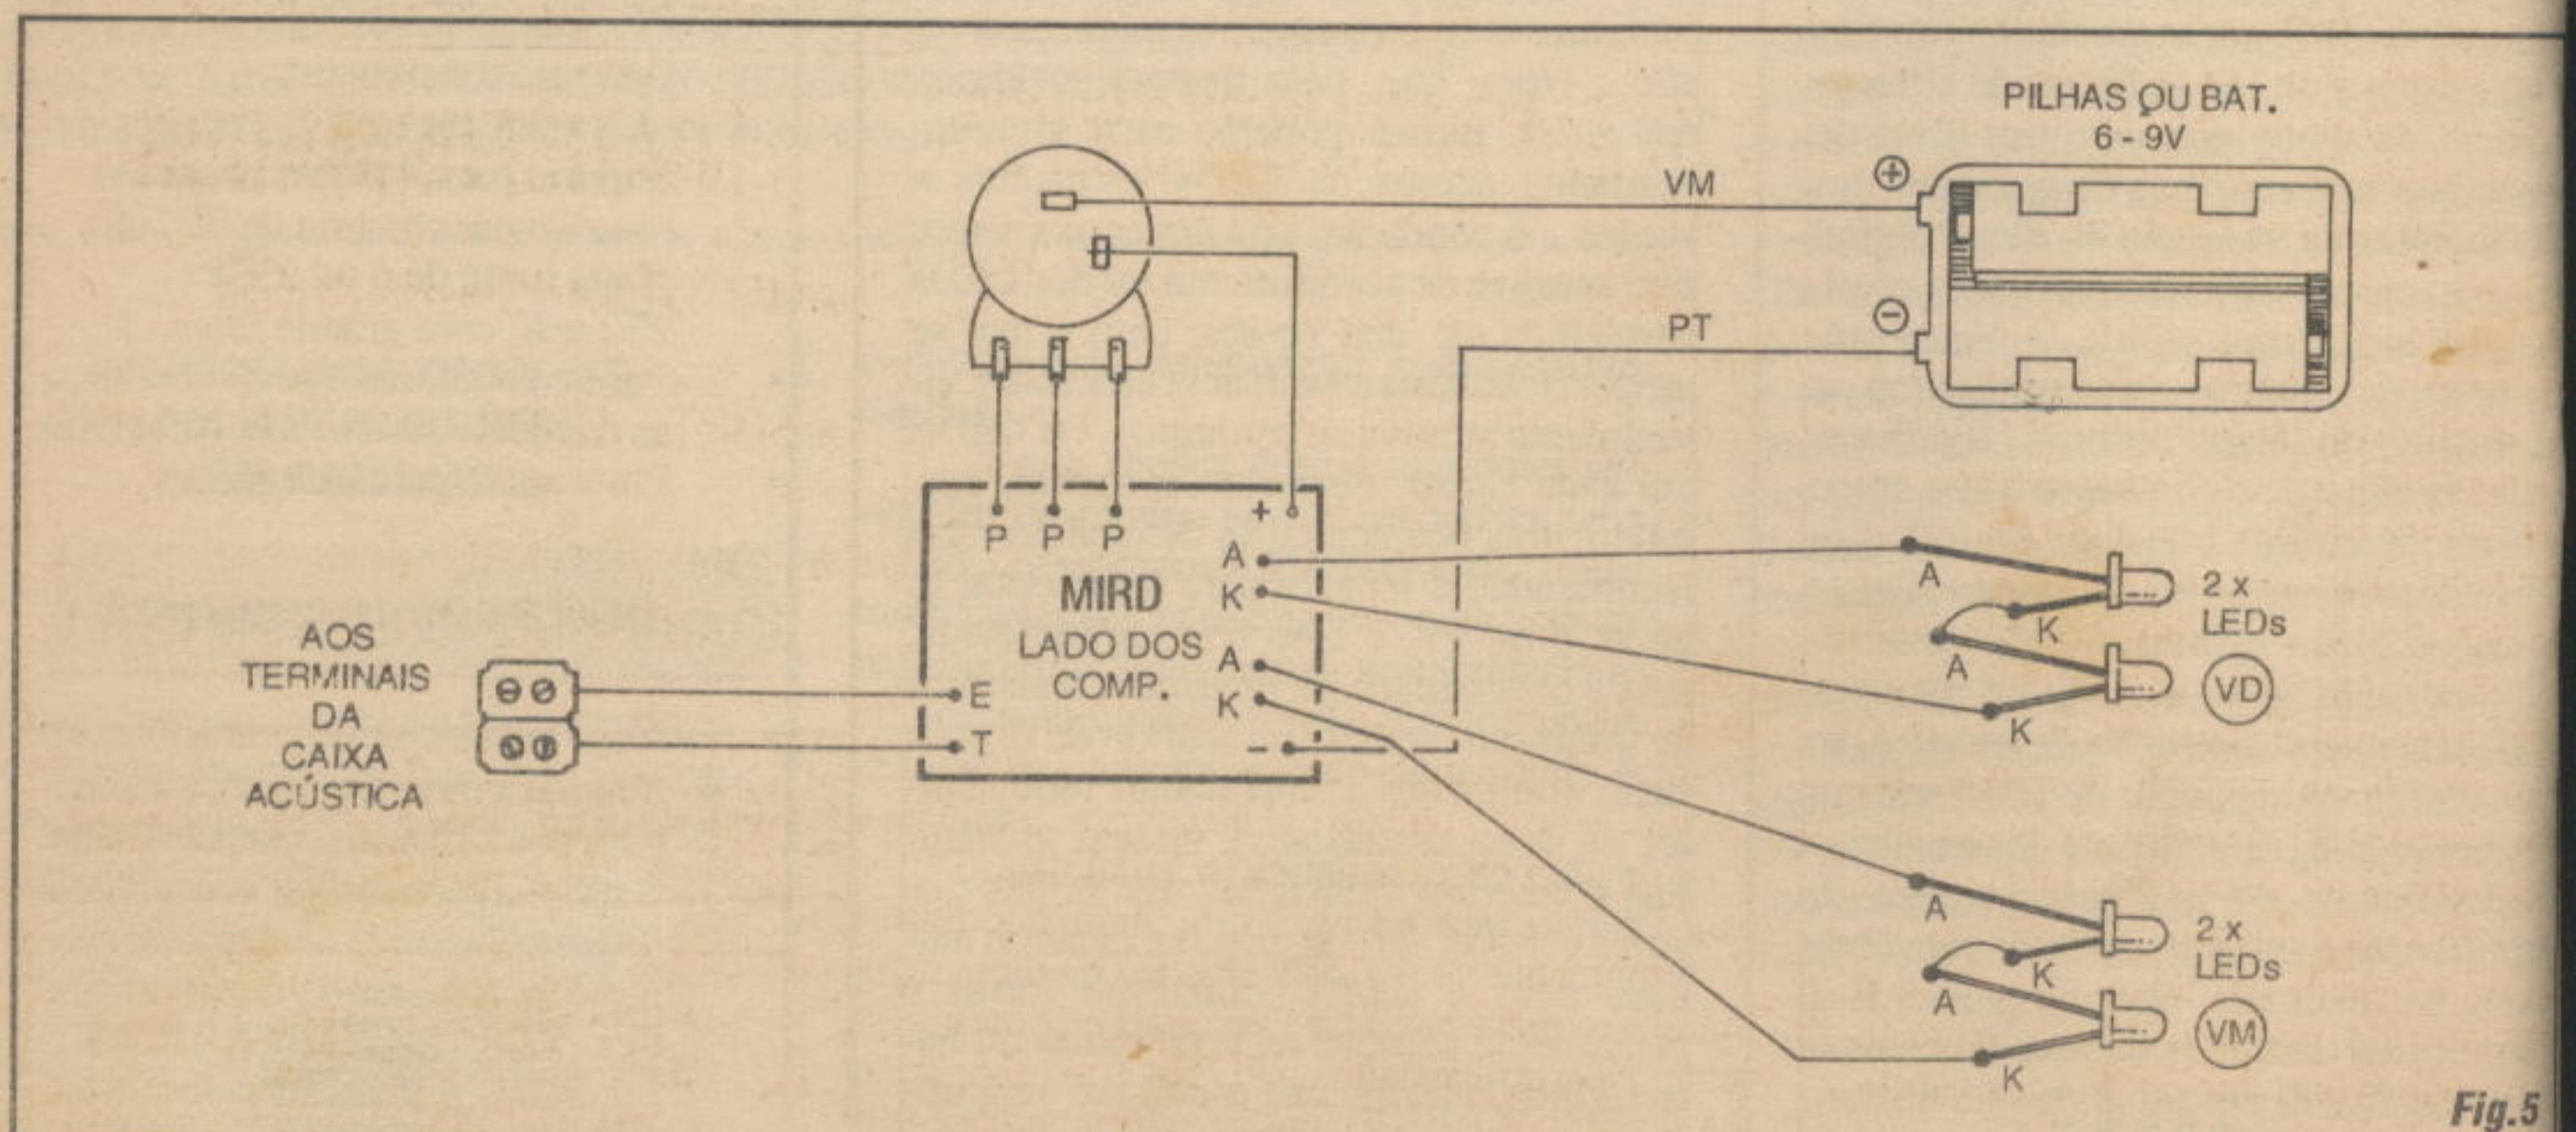 PILHAS OU BAT.
6 - 9V
VM
+
-
PT
P P P
+
A
K
MIRD
LADO DOS
COMP.
A
K
E
T
-
AOS
TERMINAIS
DA
CAIXA
ACÚSTICA
A
K
A
K
2 x
LEDs
VD
A
K
A
K
2 x
LEDs
VM
Fig.5